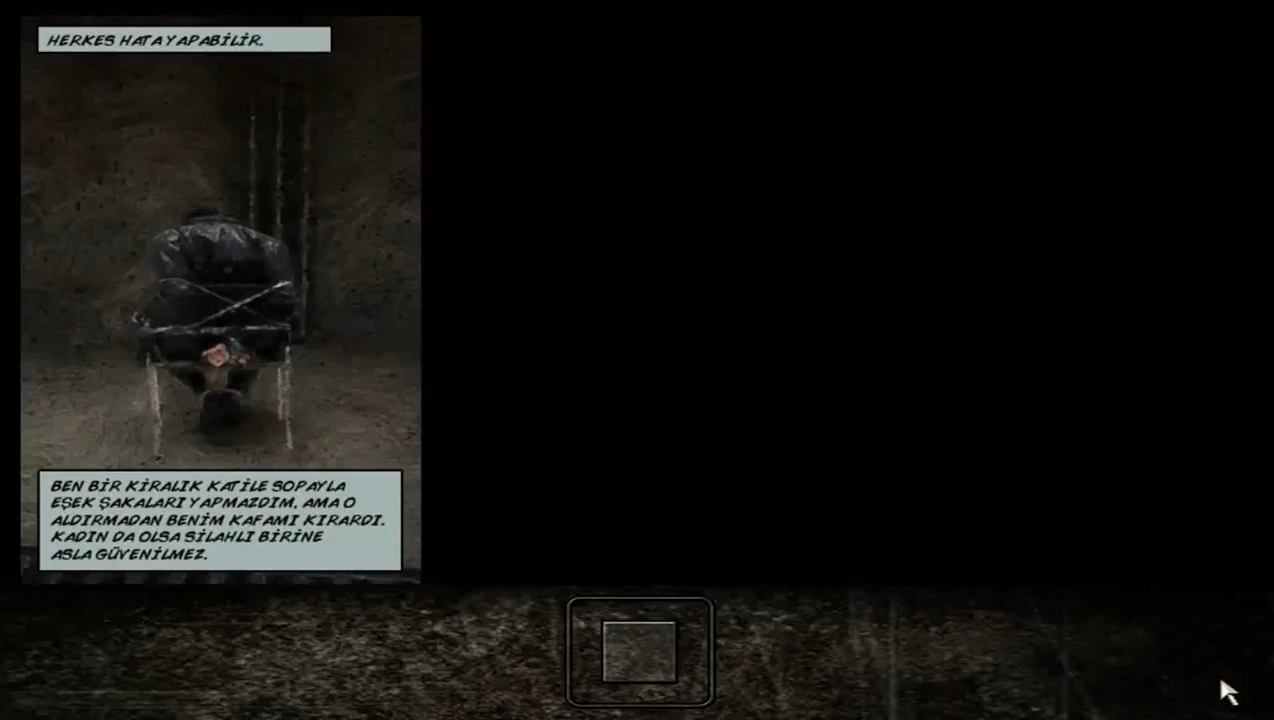 HERKES HATA YAPABİLİR.
BEN BİR KİRALIK KATİLE SOPAYLA
EŞEK ŞAKALARI YAPMAZDIM, AMA O
ALDIRMADAN BENİM KAFAMI KIRARDI.
KADIN DA OLSA SİLAHLI BİRİNE
ASLA GÜVENİLMEZ.